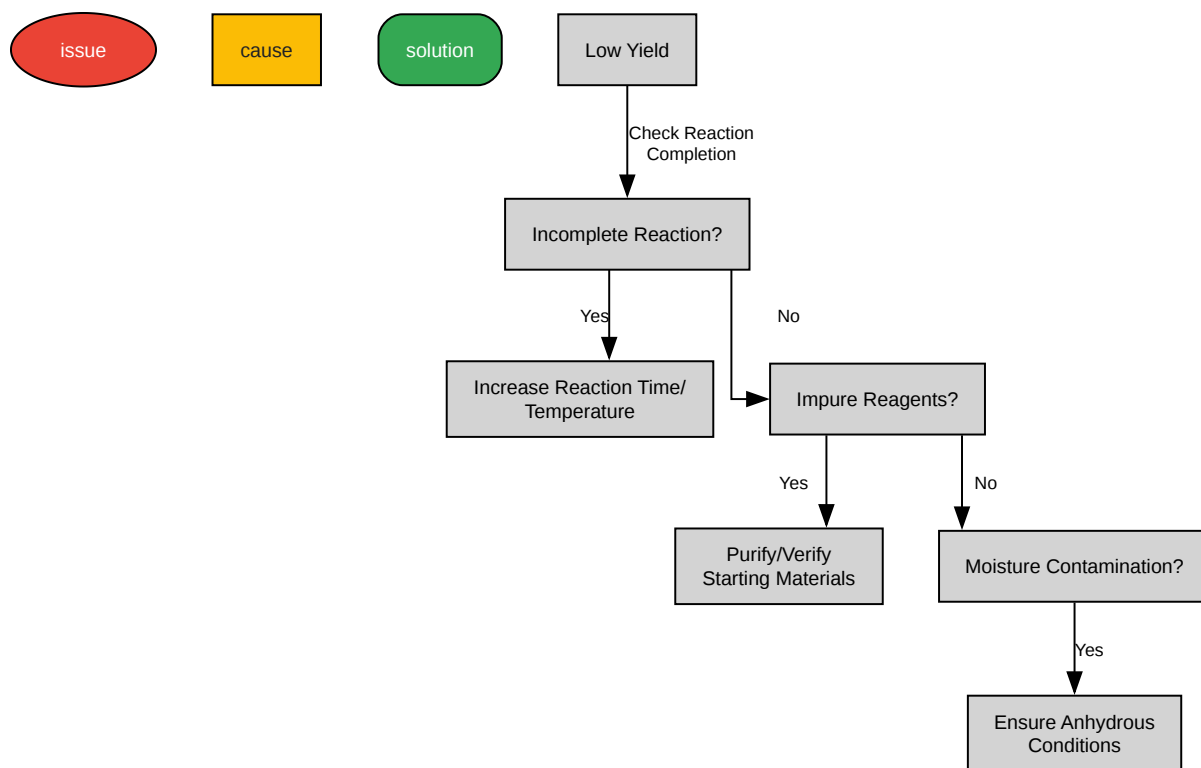 issue
cause
solution
Low Yield
Check Reaction
Completion
Incomplete Reaction?
Yes
No
Increase Reaction Time/
Temperature
Impure Reagents?
Yes
No
Purify/Verify
Starting Materials
Moisture Contamination?
Yes
Ensure Anhydrous
Conditions